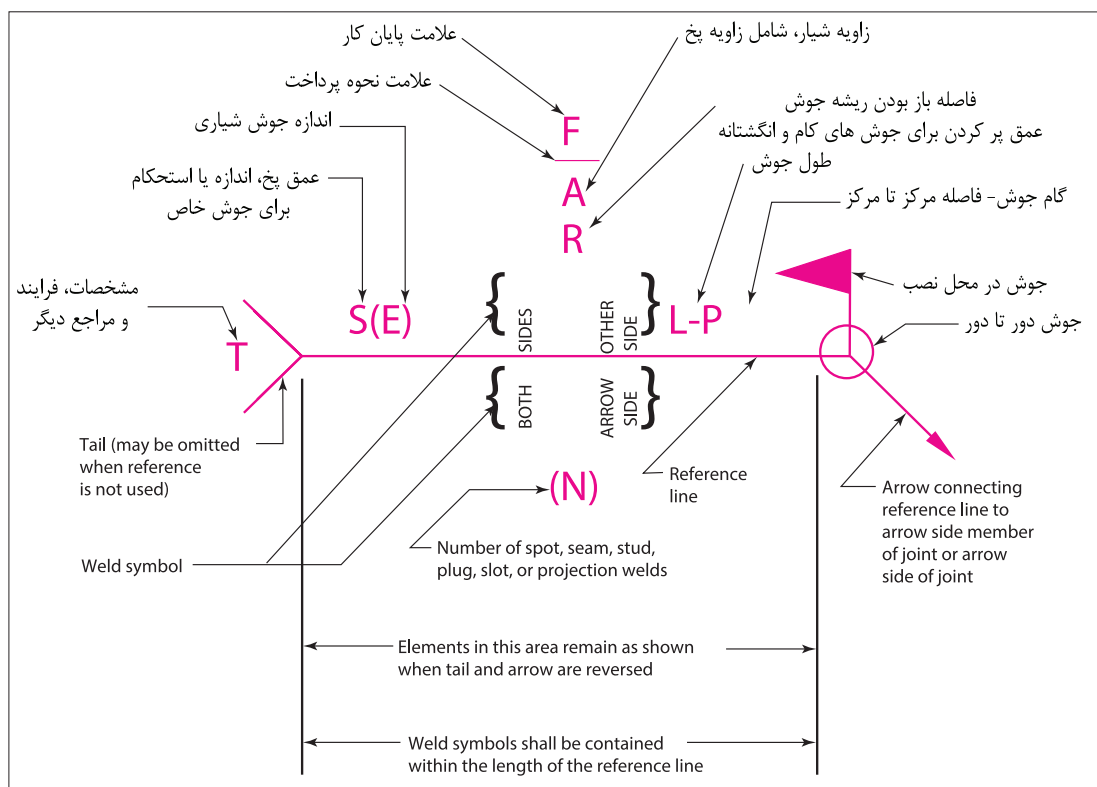 علامت پایان کار
زاویه شیار، شامل زاویه پخ
علامت نحوه پرداخت
فاصله باز بودن ریشه جوش
عمق پر کردن برای جوش های کام و انگشتانه
طول جوش
اندازه جوش شیاری
عمق پخ، اندازه یا استحکام
برای جوش خاص
گام جوش- فاصله مرکز تا مرکز
F
A
R
مشخصات، فرایند
و مراجع دیگر
جوش در محل نصب
جوش دور تا دور
T
S(E)
{
SIDES
OTHER
SIDE
}
L-P
{
BOTH
ARROW
SIDE
}
Tail (may be omitted
when reference
is not used)
(N)
Reference
line
Arrow connecting
reference line to
arrow side member
of joint or arrow
side of joint
Weld symbol
Number of spot, seam, stud,
plug, slot, or projection welds
Elements in this area remain as shown
when tail and arrow are reversed
Weld symbols shall be contained
within the length of the reference line